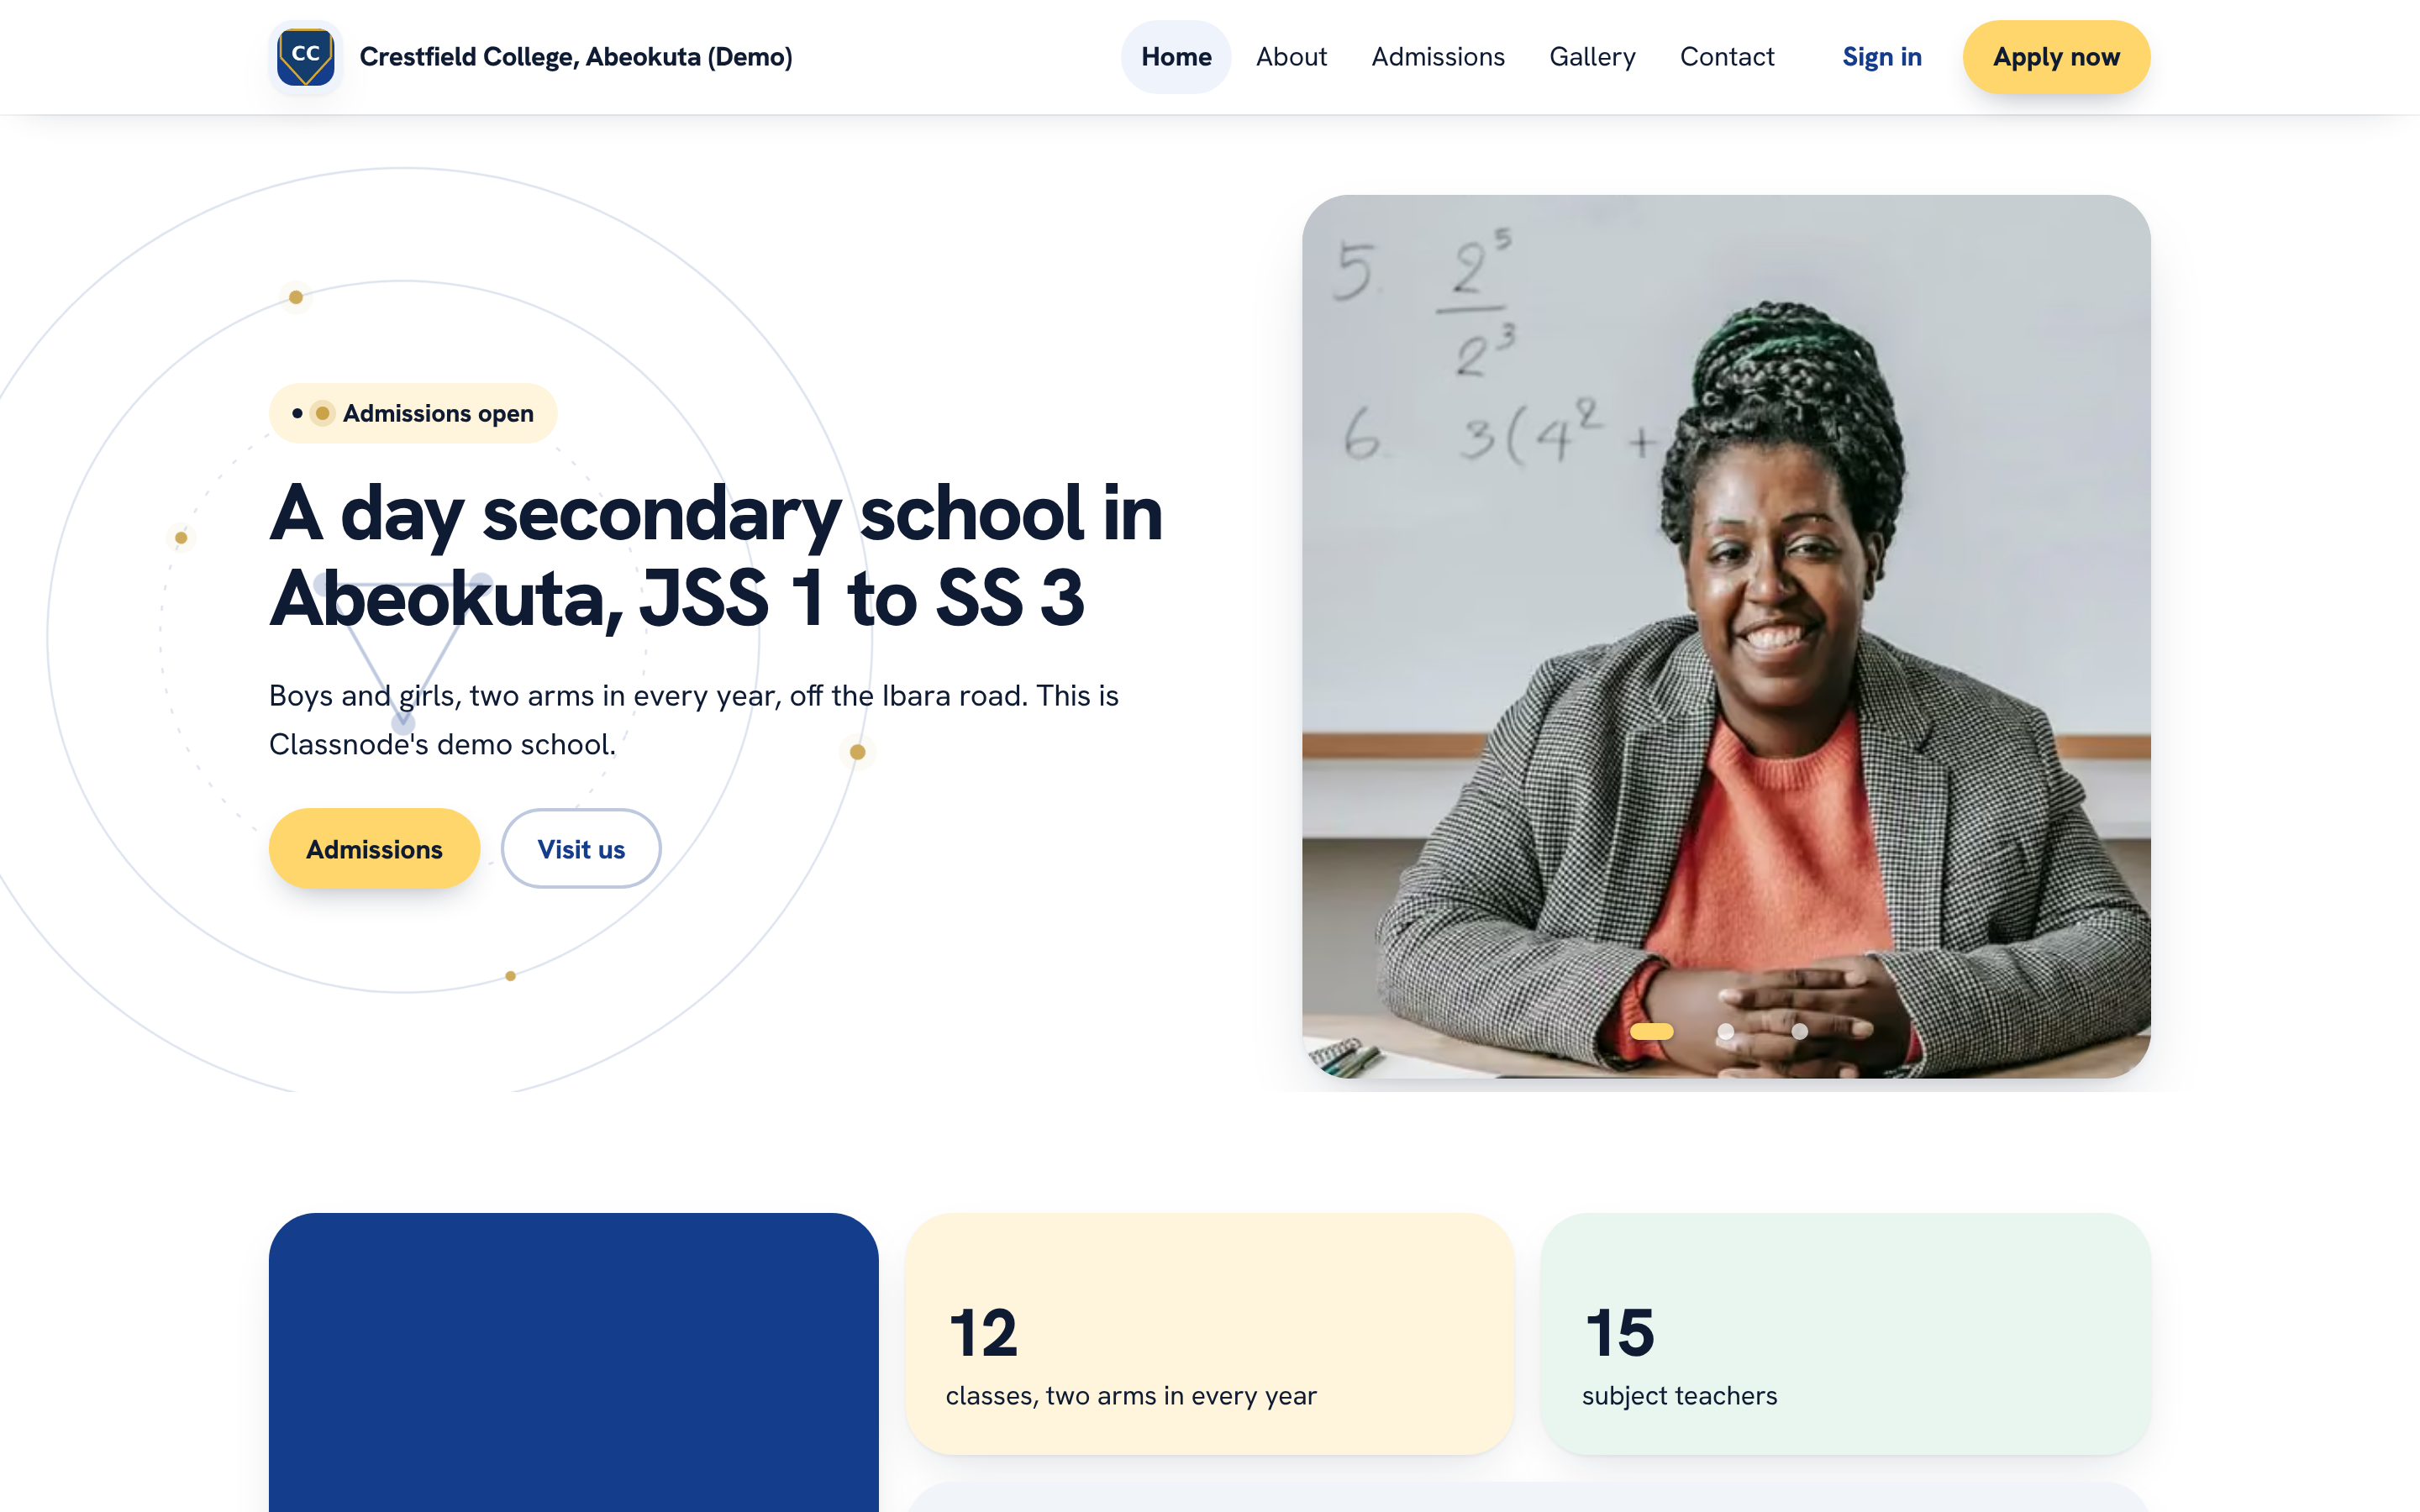 CC
Crestfield College, Abeokuta (Demo)
Home
About
Admissions
Gallery
Contact
Sign in
Apply now
Admissions open
A day secondary school in
Abeokuta, JSS 1 to SS 3
Boys and girls, two arms in every year, off the Ibara road. This is
Classnode's demo school.
Admissions
Visit us
5. 2⁵
2³
6. 3(4² +
12
classes, two arms in every year
15
subject teachers